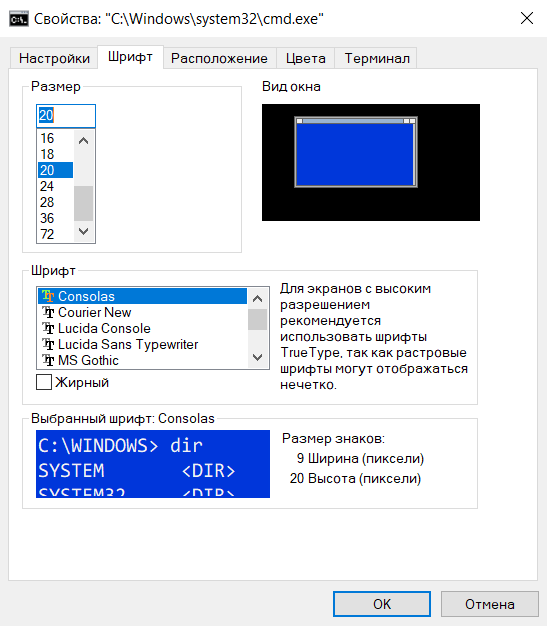 Свойства: "C:\Windows\system32\cmd.exe"
Настройки Шрифт Расположение Цвета Терминал
Размер
20
16
18
20
24
28
36
72
Вид окна
Шрифт
Consolas
Courier New
Lucida Console
Lucida Sans Typewriter
MS Gothic
Жирный
Для экранов с высоким
разрешением
рекомендуется
использовать шрифты
TrueType, так как растровые
шрифты могут отображаться
нечетко.
Выбранный шрифт: Consolas
C:\WINDOWS> dir
SYSTEM <DIR>
SYSTEM32 <DIR>
Размер знаков:
9 Ширина (пиксели)
20 Высота (пиксели)
OK Отмена